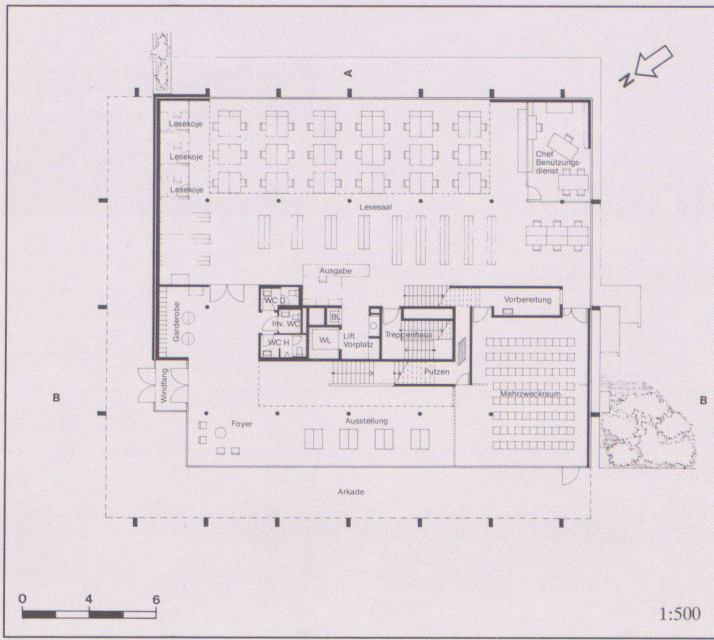 A
N
Lesekoje
Lesekoje
Lesekoje
Chef
Benützungs-
dienst
Lesesaal
Ausgabe
WC D
Vorbereitung
Garderobe
Inv. WC
BL
WC H
WL
Lift
Vorplatz
Treppenhaus
Putzen
Windfang
B
B
Mehrzweckraum
Foyer
Ausstellung
Arkade
0 4 6
1:500